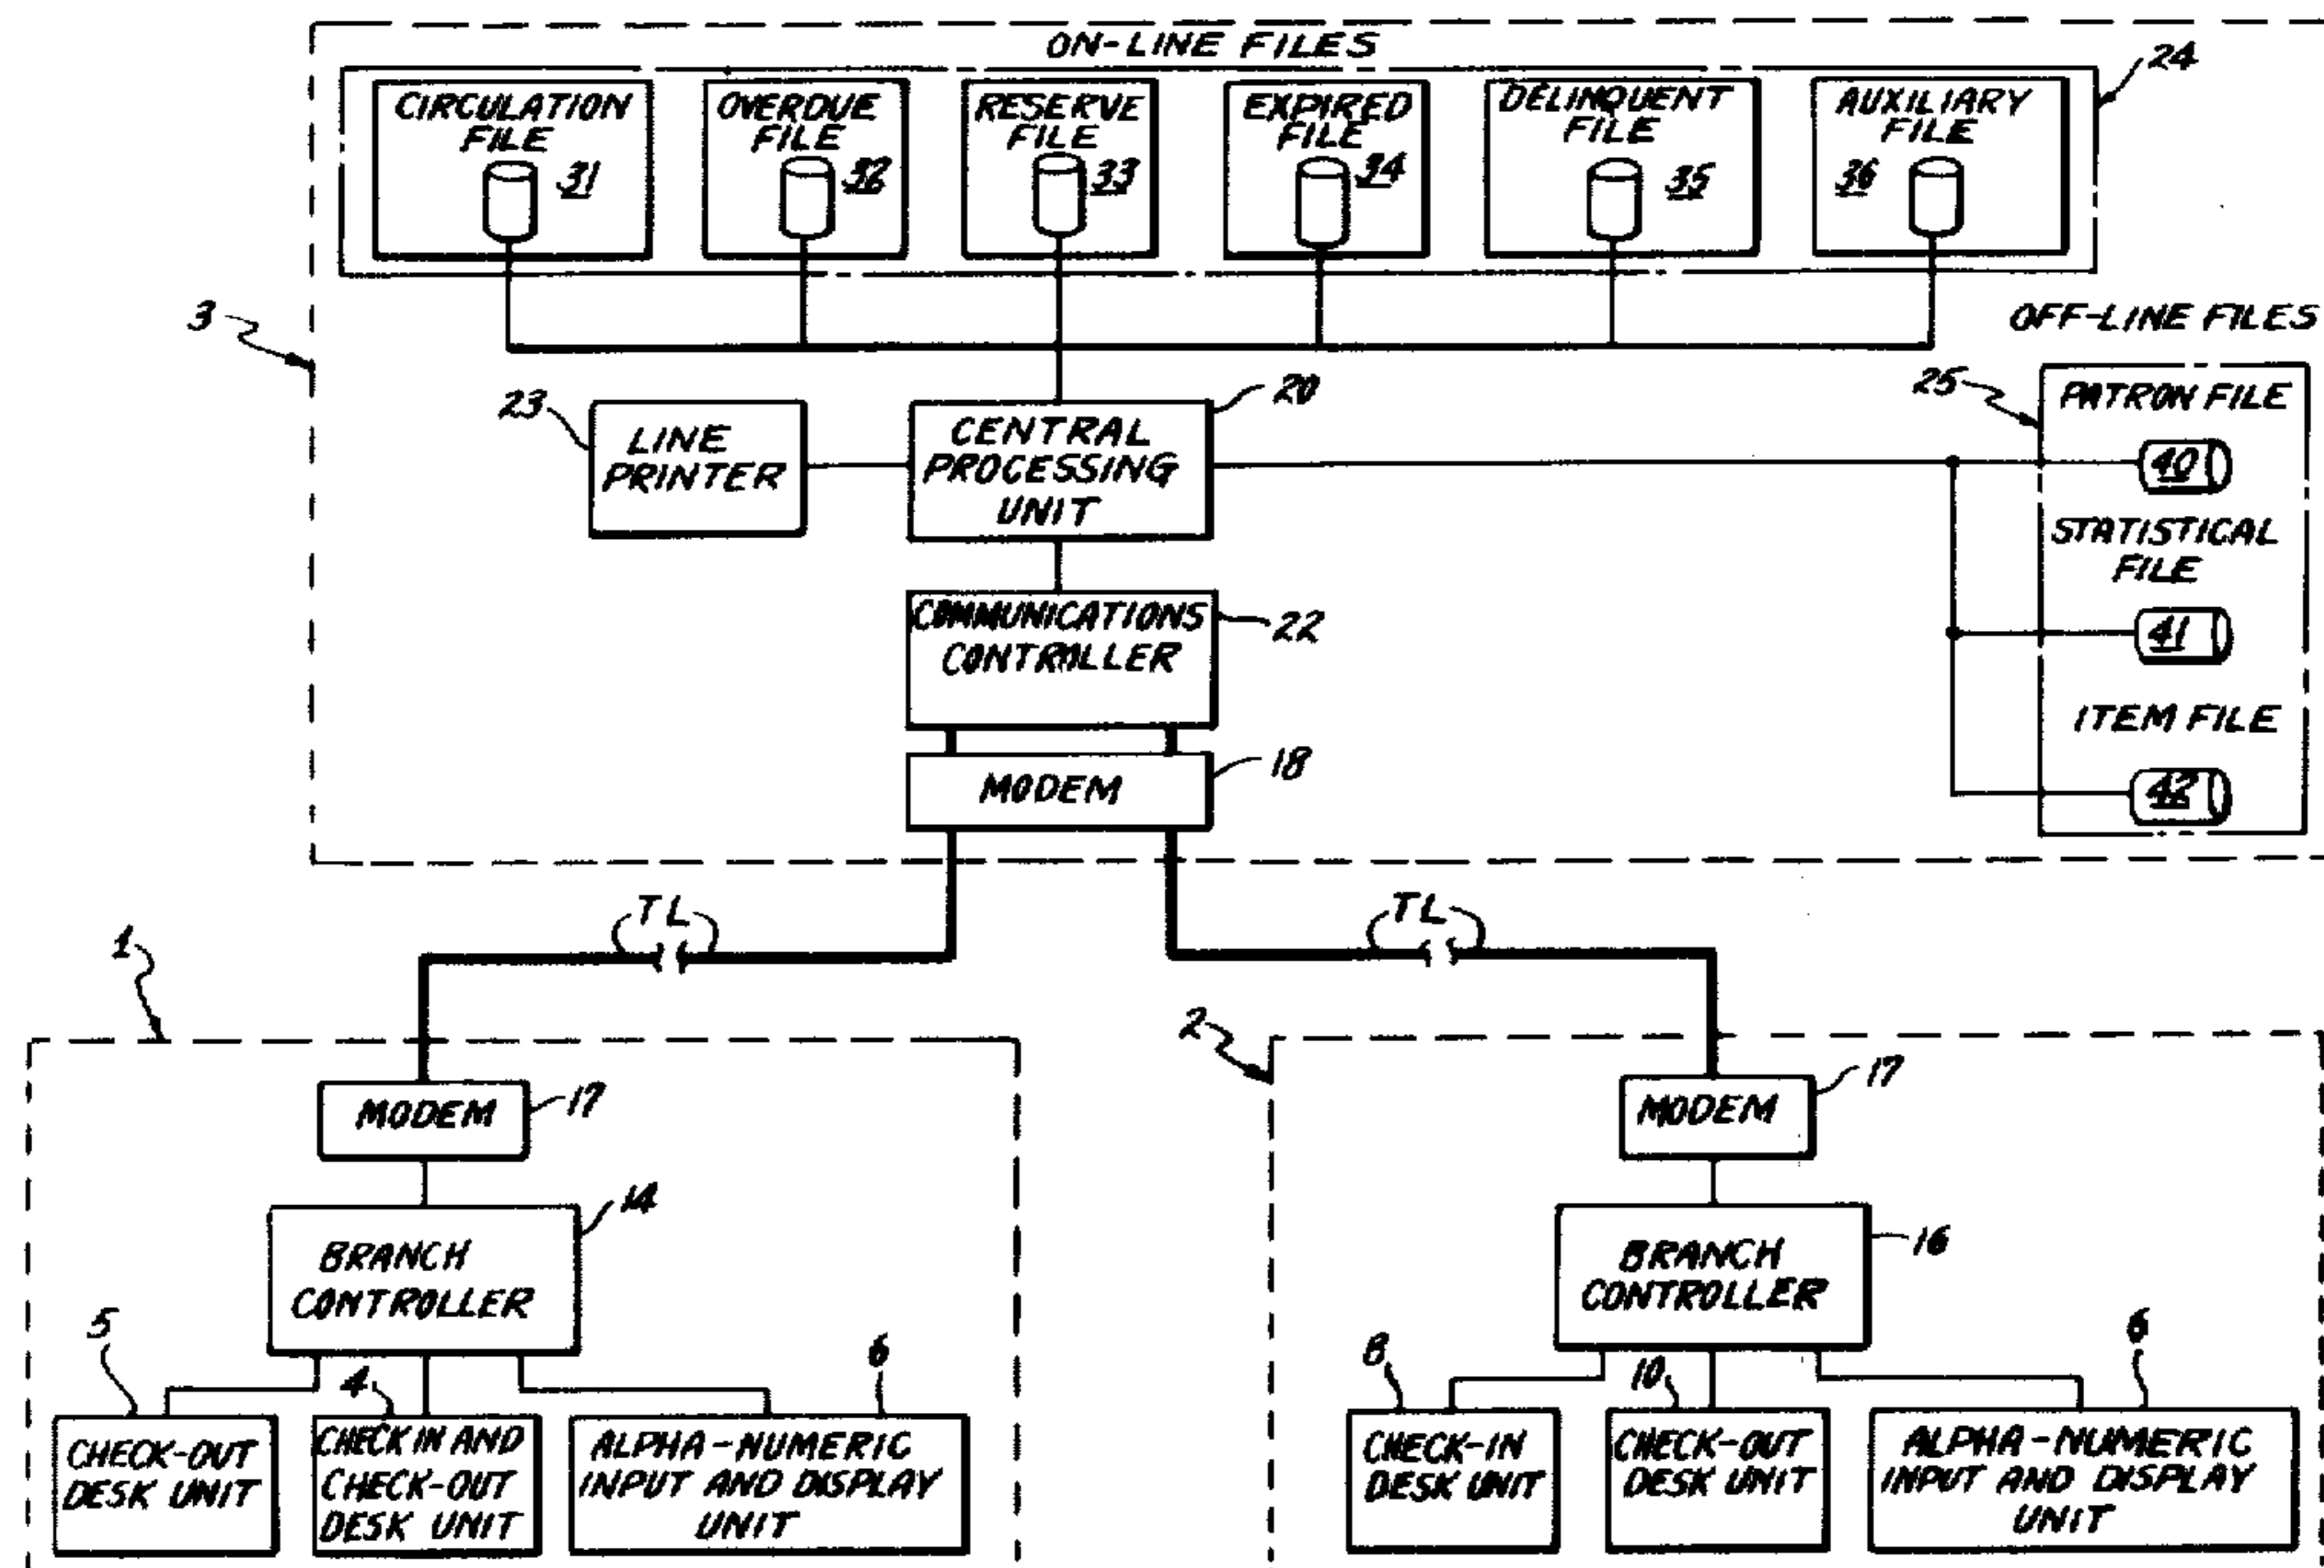 ON-LINE FILES
24
CIRCULATION
FILE
31
OVERDUE
FILE
32
RESERVE
FILE
33
EXPIRED
FILE
34
DELINQUENT
FILE
35
AUXILIARY
FILE
36
3
OFF-LINE FILES
25
PATRON FILE
40
STATISTICAL
FILE
41
ITEM FILE
42
23
LINE
PRINTER
20
CENTRAL
PROCESSING
UNIT
COMMUNICATIONS
CONTROLLER
22
MODEM
18
TL
TL
1
MODEM
17
BRANCH
CONTROLLER
14
5
CHECK-OUT
DESK UNIT
4
CHECK IN AND
CHECK-OUT
DESK UNIT
6
ALPHA-NUMERIC
INPUT AND DISPLAY
UNIT
2
MODEM
17
BRANCH
CONTROLLER
16
8
CHECK-IN
DESK UNIT
10
CHECK-OUT
DESK UNIT
6
ALPHA-NUMERIC
INPUT AND DISPLAY
UNIT